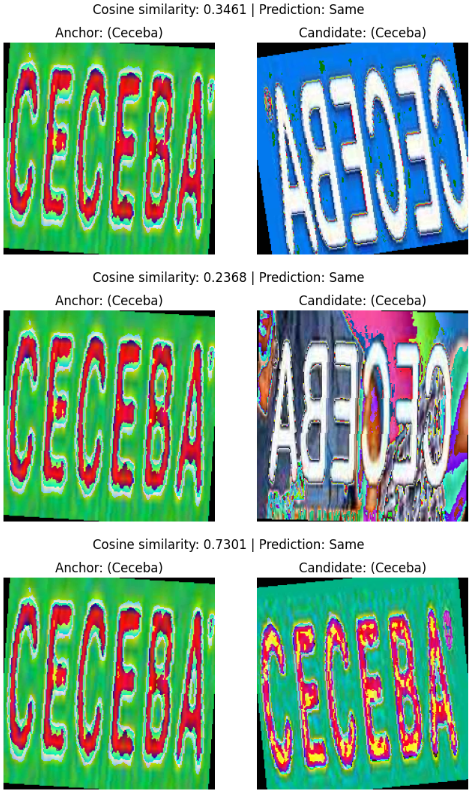 Cosine similarity: 0.3461 | Prediction: Same
Anchor: (Ceceba) Candidate: (Ceceba)
CECEBA CECEBA
Cosine similarity: 0.2368 | Prediction: Same
Anchor: (Ceceba) Candidate: (Ceceba)
CECEBA CECEBA
Cosine similarity: 0.7301 | Prediction: Same
Anchor: (Ceceba) Candidate: (Ceceba)
CECEBA CECEBA